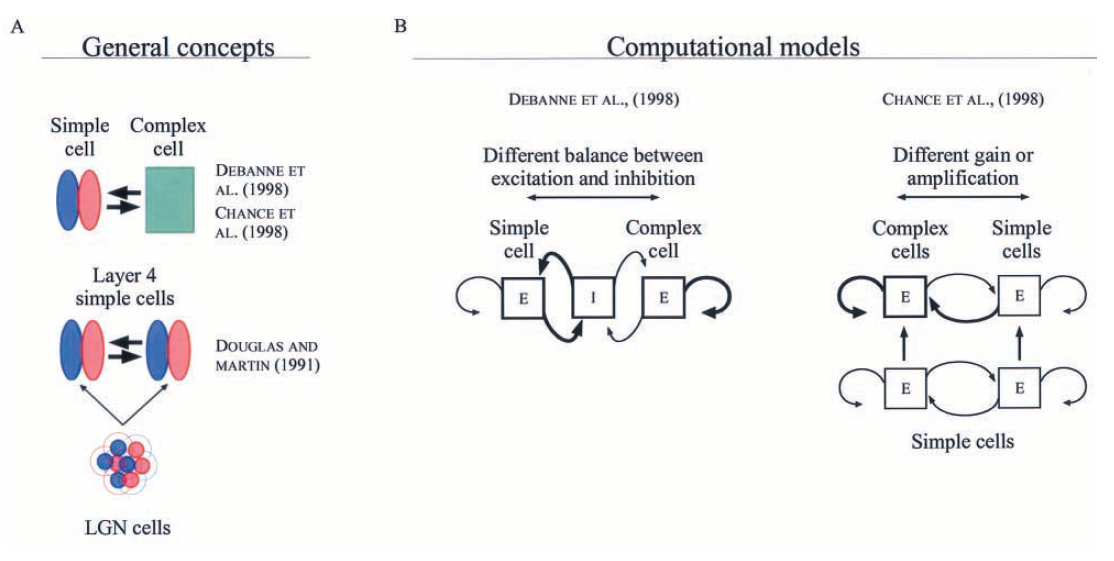 A
General concepts
Simple
cell
Complex
cell
DEBANNE ET
AL. (1998)
CHANCE ET
AL. (1998)
Layer 4
simple cells
DOUGLAS AND
MARTIN (1991)
LGN cells
B
Computational models
DEBANNE ET AL., (1998)
Different balance between
excitation and inhibition
Simple
cell
Complex
cell
E
I
E
CHANCE ET AL., (1998)
Different gain or
amplification
Complex
cells
Simple
cells
E
E
E
E
Simple cells